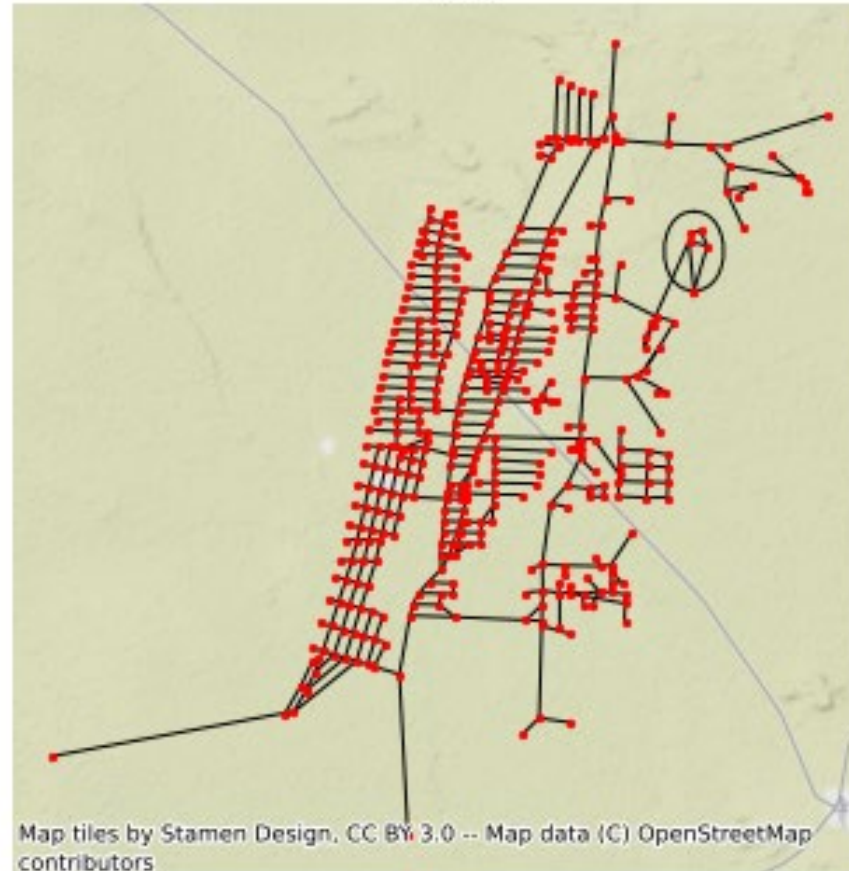 Map tiles by Stamen Design, CC BY 3.0 -- Map data (C) OpenStreetMap
contributors